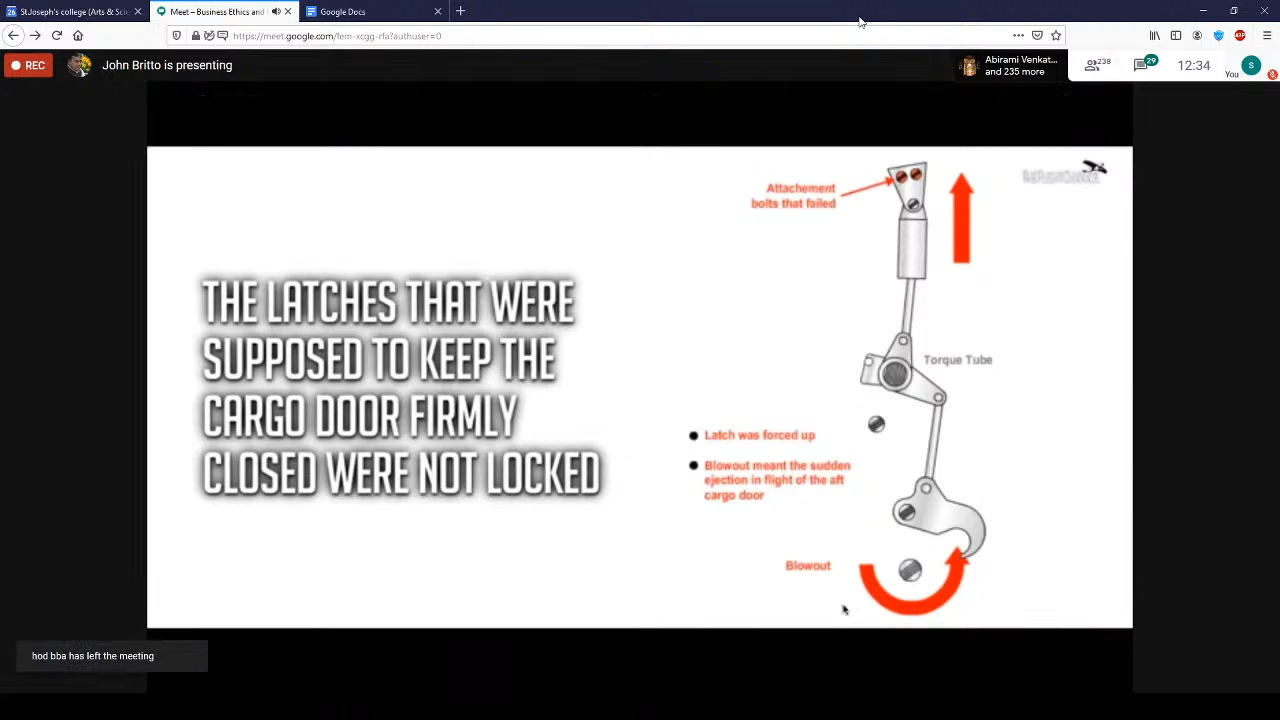 StJoseph's college (Arts & Scie
Meet – Business Ethics and
Google Docs
https://meet.google.com/fem-xcgg-rfa?authuser=0
REC
John Britto is presenting
Abirami Venkat...
and 235 more
238
29
12:34
You
S
Attachement
bolts that failed
THE LATCHES THAT WERE
SUPPOSED TO KEEP THE
CARGO DOOR FIRMLY
CLOSED WERE NOT LOCKED
Torque Tube
Latch was forced up
Blowout meant the sudden
ejection in flight of the aft
cargo door
Blowout
hod bba has left the meeting